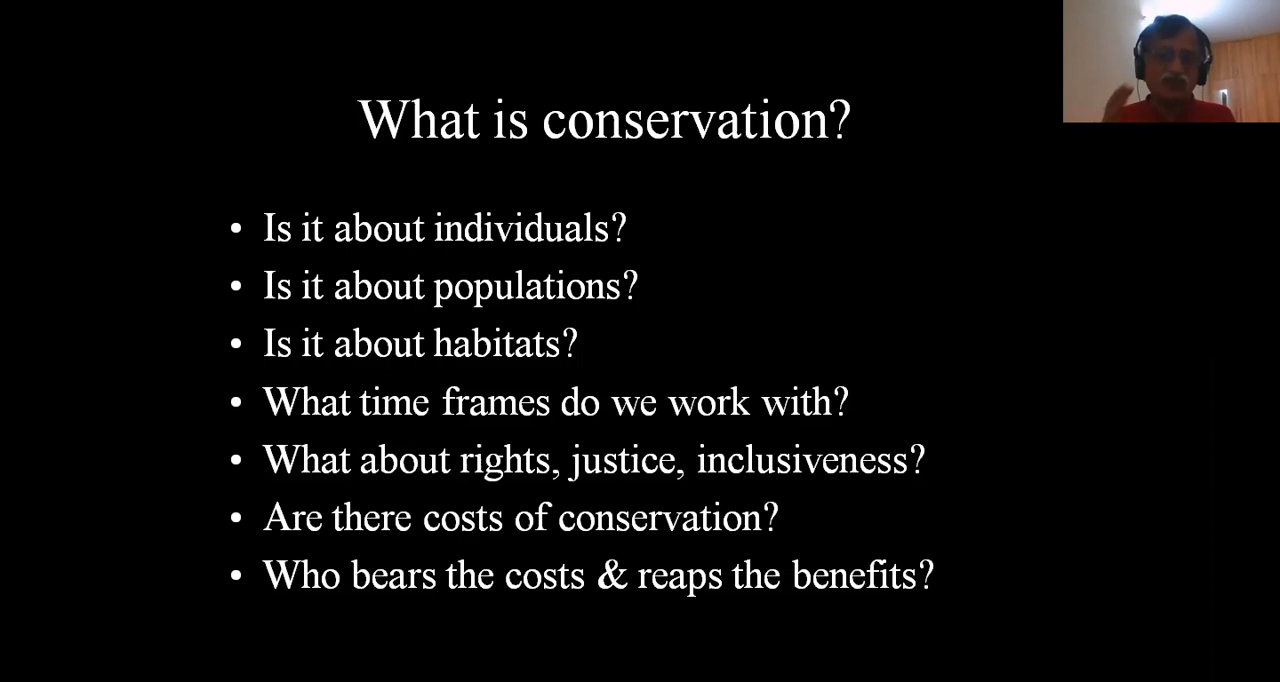 What is conservation?
• Is it about individuals?
• Is it about populations?
• Is it about habitats?
• What time frames do we work with?
• What about rights, justice, inclusiveness?
• Are there costs of conservation?
• Who bears the costs & reaps the benefits?